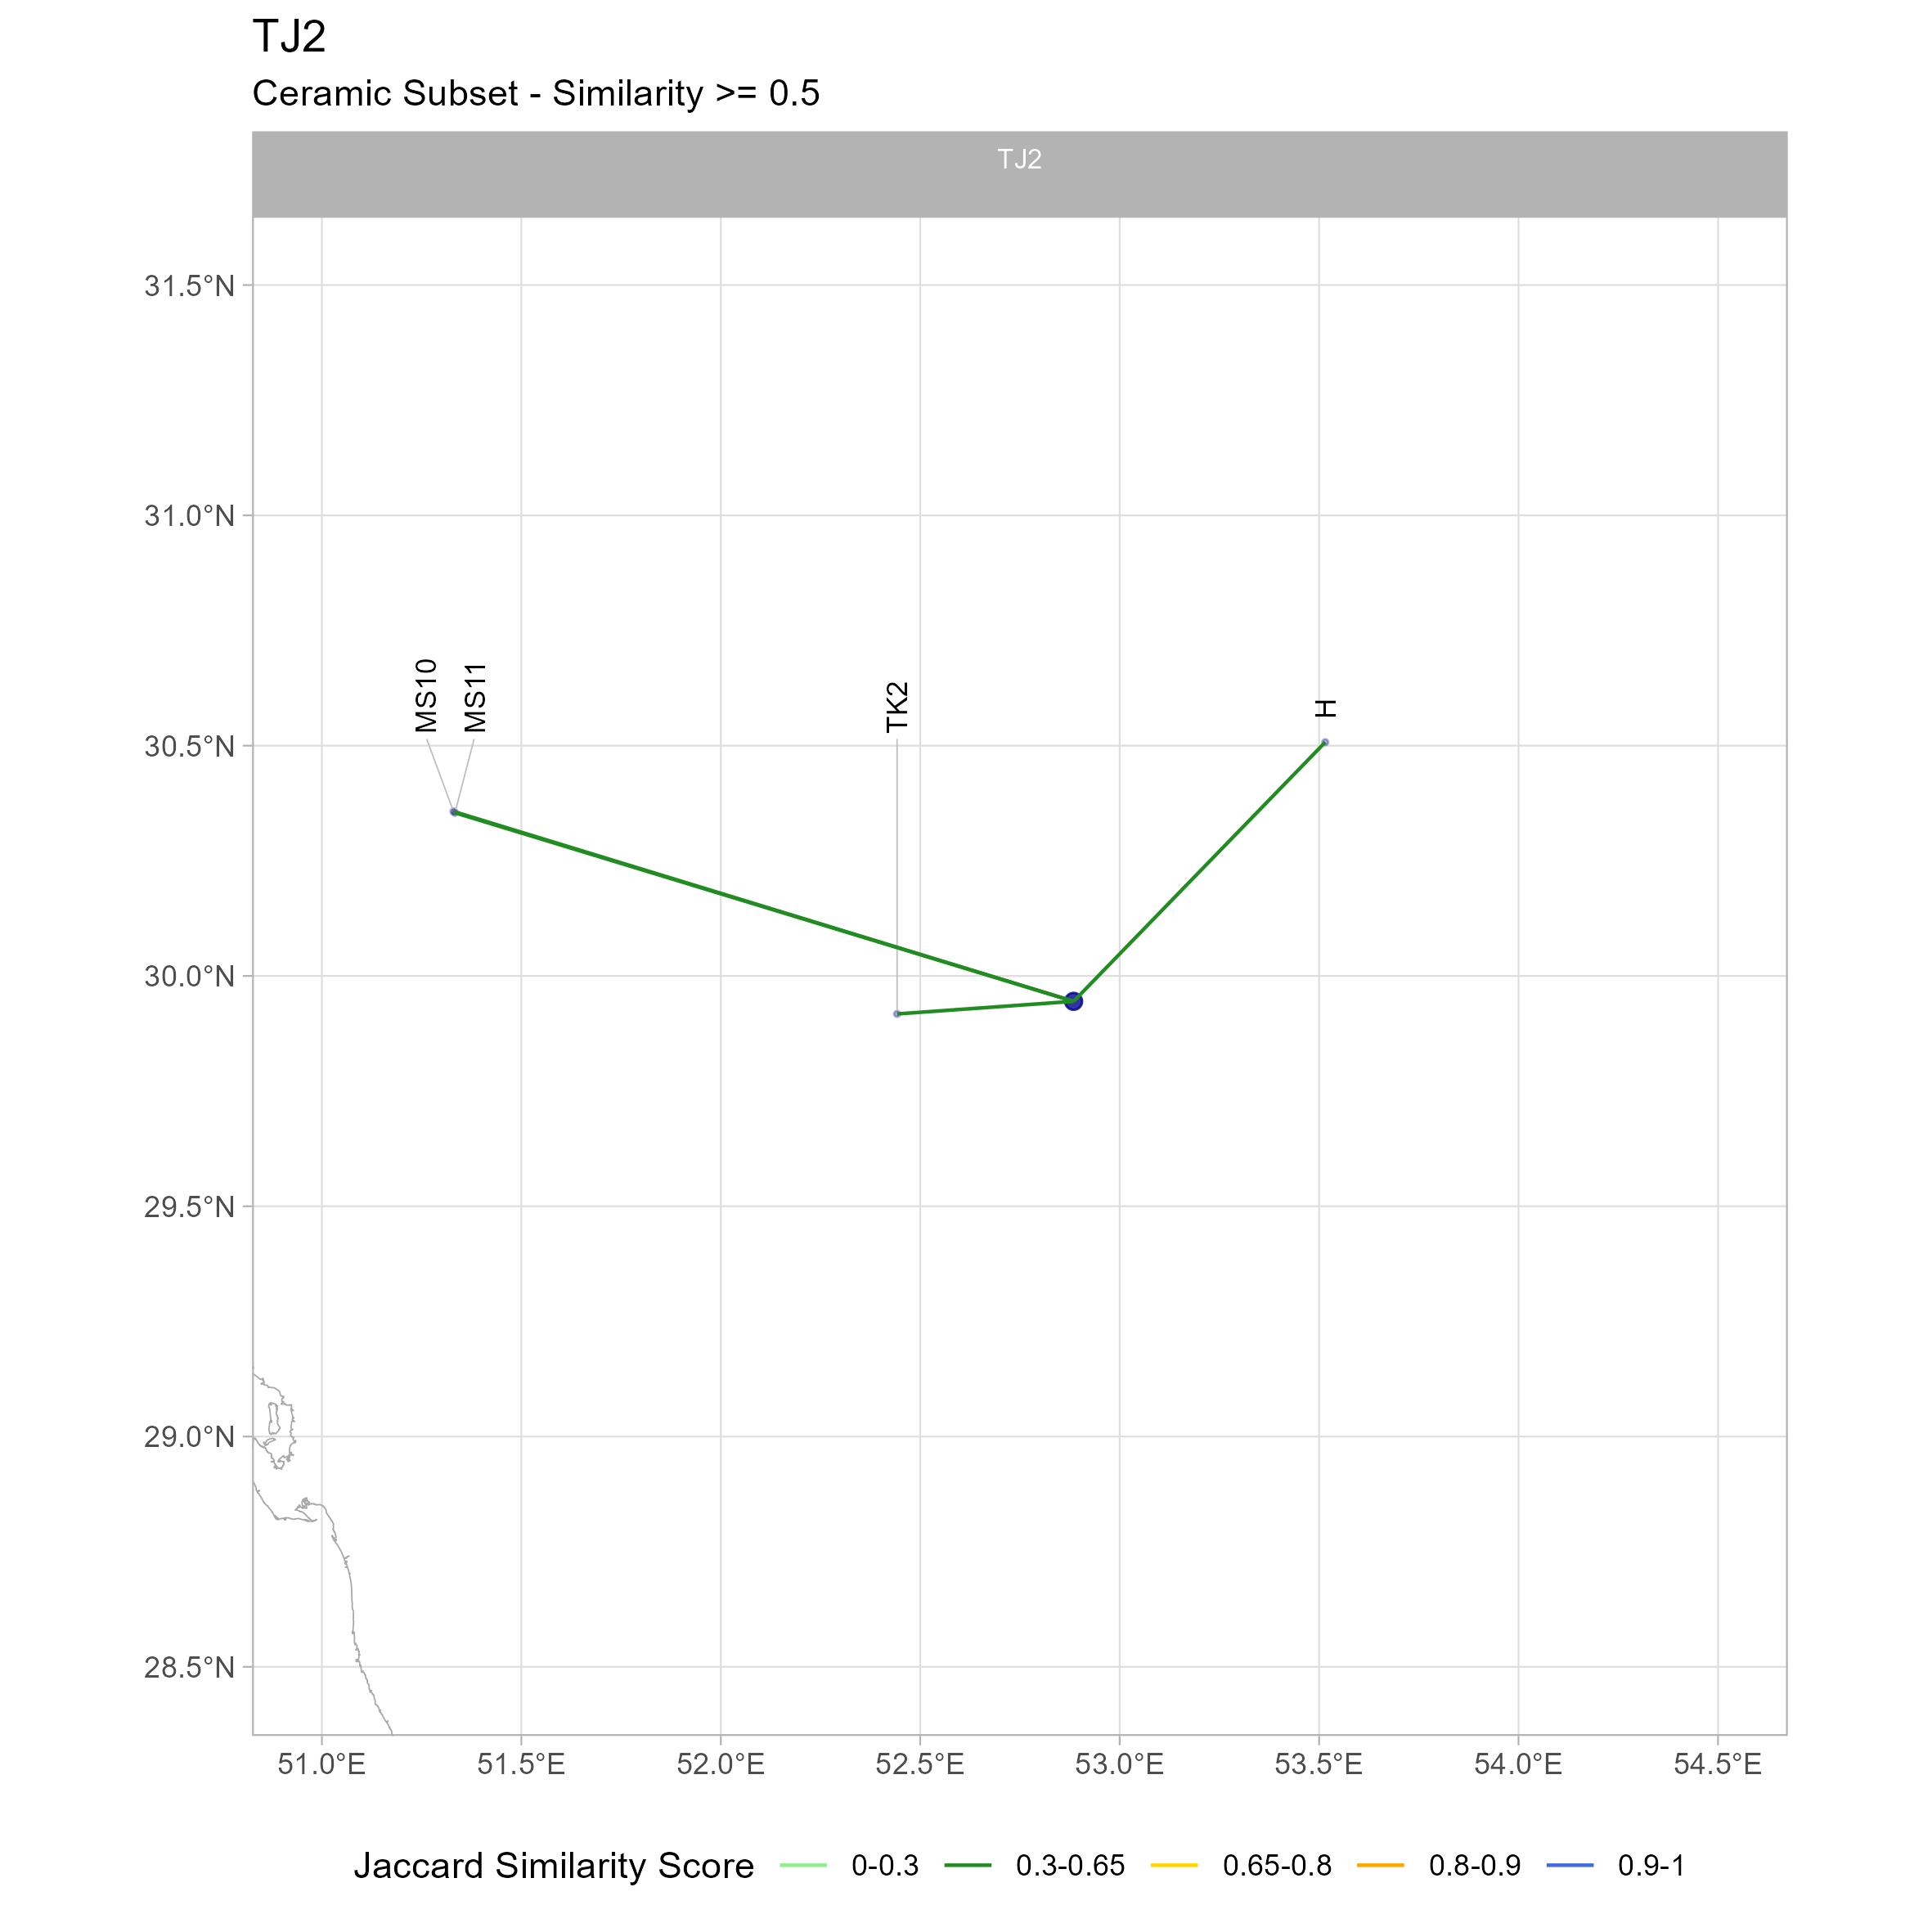 TJ2
Ceramic Subset - Similarity >= 0.5
TJ2
31.5°N
31.0°N
30.5°N
30.0°N
29.5°N
29.0°N
28.5°N
MS10
MS11
TK2
H
51.0°E 51.5°E 52.0°E 52.5°E 53.0°E 53.5°E 54.0°E 54.5°E
Jaccard Similarity Score 0-0.3 0.3-0.65 0.65-0.8 0.8-0.9 0.9-1